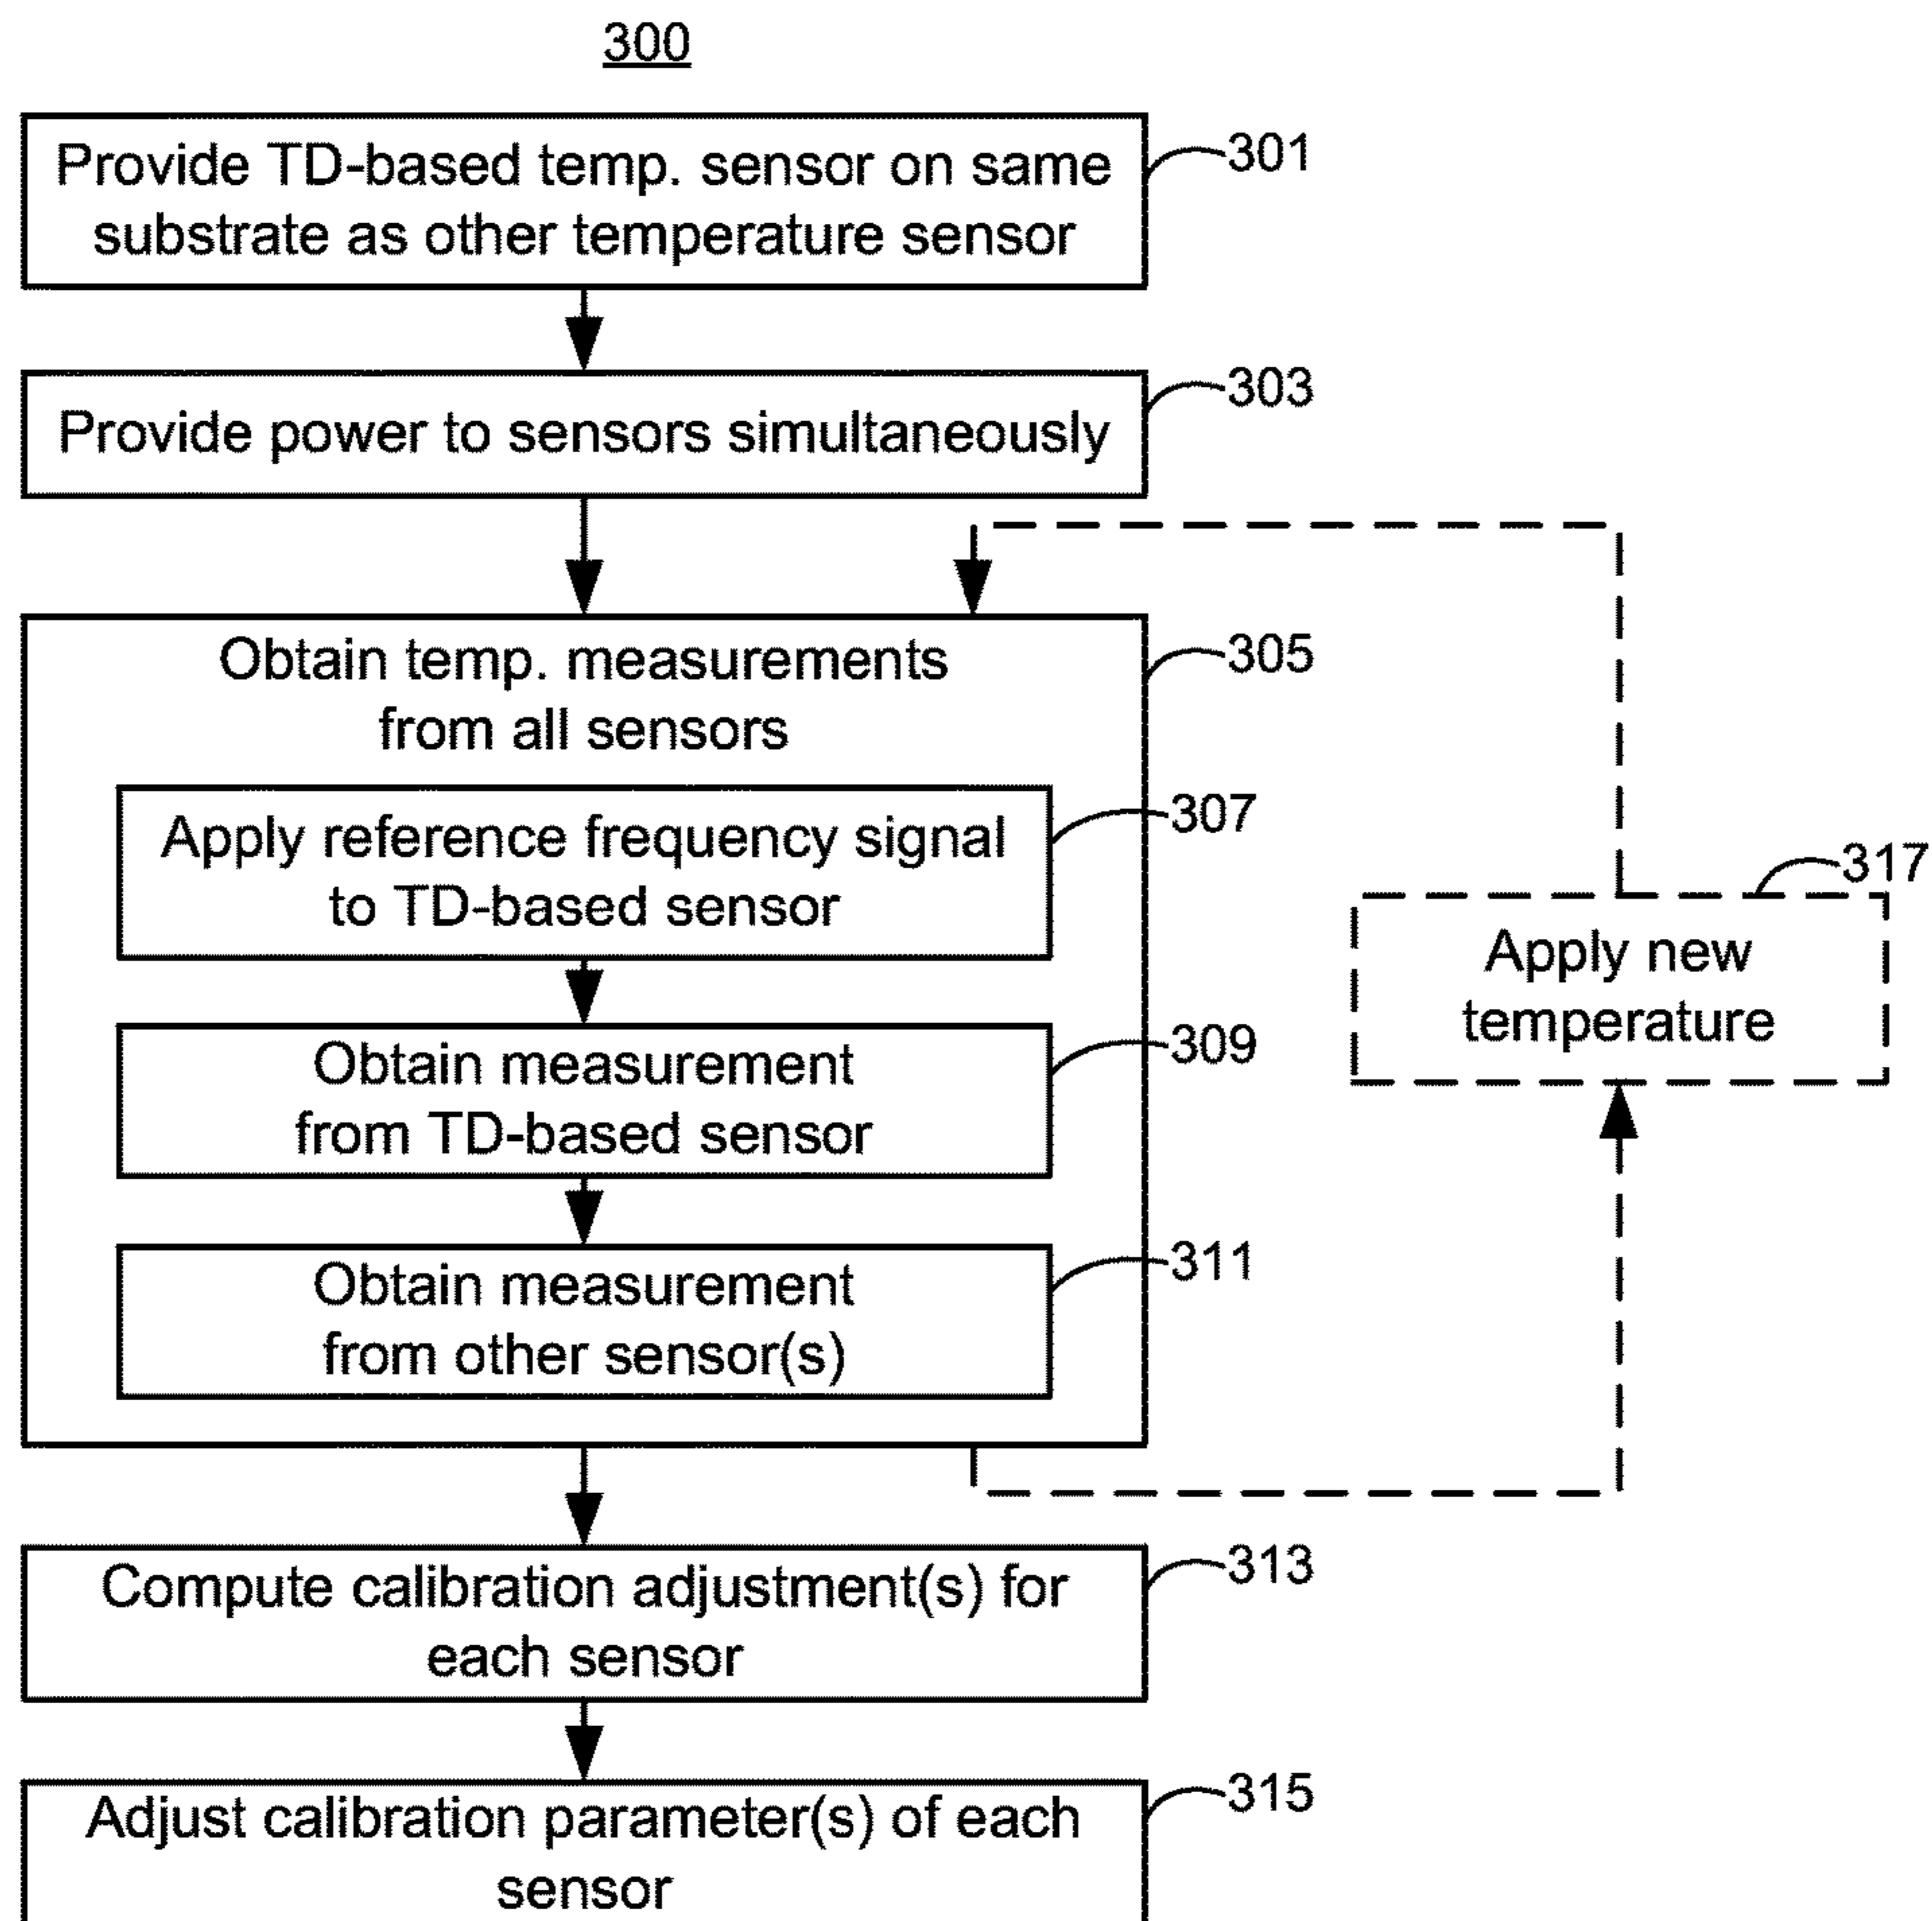 300
Provide TD-based temp. sensor on same
substrate as other temperature sensor
301
Provide power to sensors simultaneously
303
Obtain temp. measurements
from all sensors
305
Apply reference frequency signal
to TD-based sensor
307
Obtain measurement
from TD-based sensor
309
Obtain measurement
from other sensor(s)
311
Apply new
temperature
317
Compute calibration adjustment(s) for
each sensor
313
Adjust calibration parameter(s) of each
sensor
315